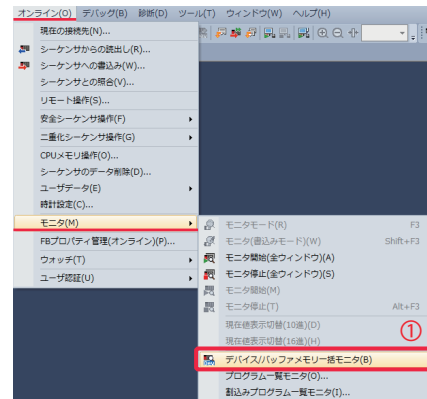 オンライン(O) デバッグ(B) 診断(D) ツール(T) ウィンドウ(W) ヘルプ(H)
現在の接続先(N)...
シーケンサからの読出し(R)...
シーケンサへの書込み(W)...
シーケンサとの照合(V)...
リモート操作(S)...
安全シーケンサ操作(F)
二重化シーケンサ操作(G)
CPUメモリ操作(O)...
シーケンサのデータ削除(D)...
ユーザデータ(E)
時計設定(C)...
モニタ(M)
FBプロパティ管理(オンライン)(P)...
ウォッチ(T)
ユーザ認証(U)
モニタモード(R) F3
モニタ(書込みモード)(W) Shift+F3
モニタ開始(全ウィンドウ)(A)
モニタ停止(全ウィンドウ)(S)
モニタ開始(M)
モニタ停止(T) Alt+F3
現在値表示切替(10進)(D)
現在値表示切替(16進)(H)
①
デバイス/バッファメモリ一括モニタ(B)
プログラム一覧モニタ(O)...
割込みプログラム一覧モニタ(I)...